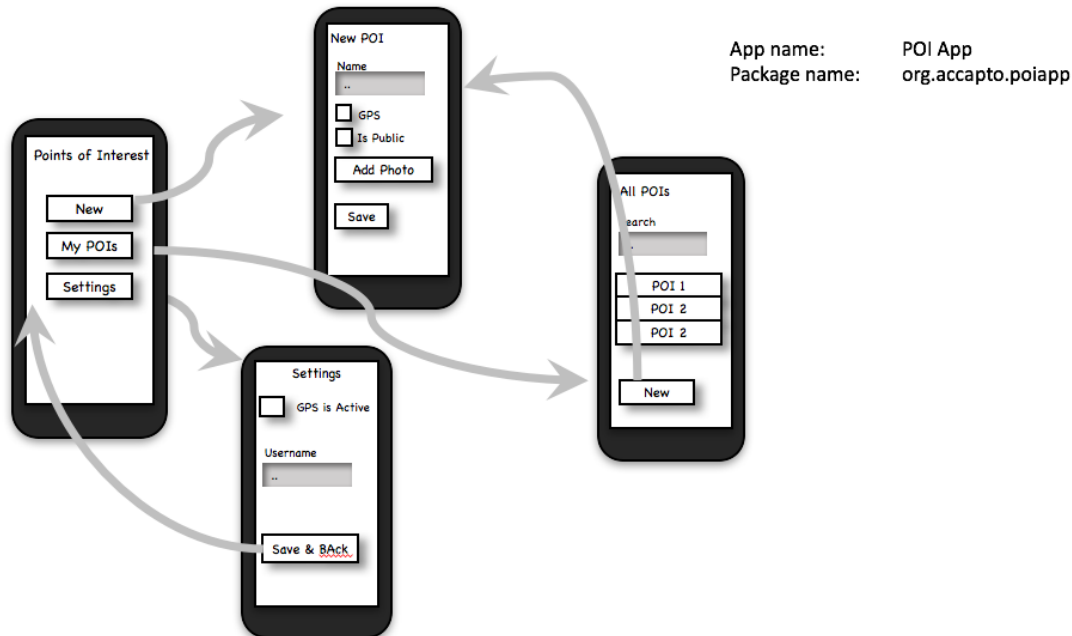 App name: POI App
Package name: org.accapto.poiapp
Points of Interest
New
My POIs
Settings
New POI
Name
..
GPS
Is Public
Add Photo
Save
Settings
GPS is Active
Username
..
Save & BAck
All POIs
earch
.
POI 1
POI 2
POI 2
New